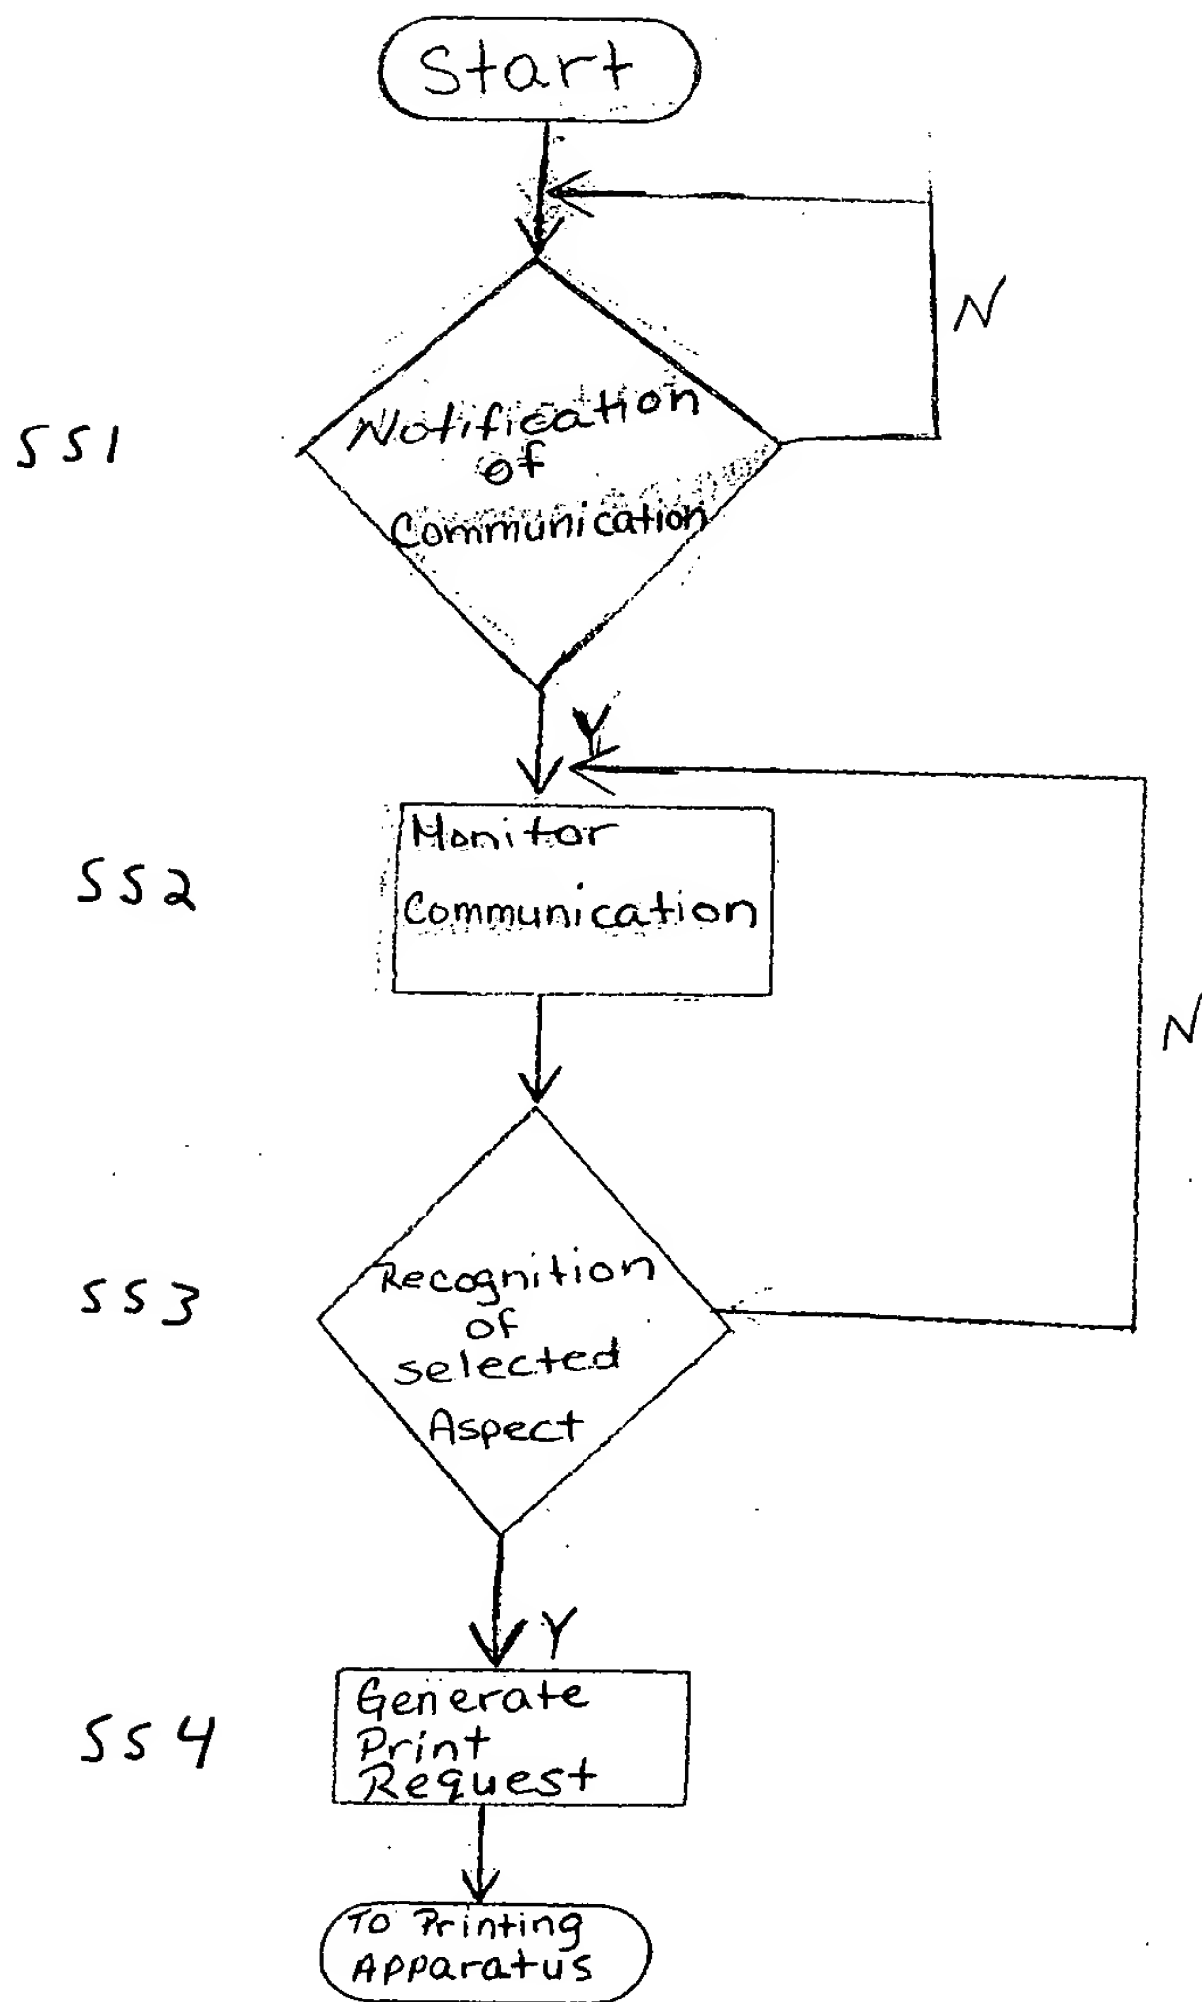 Start
N
Notification
SS1
of
Communication
Y
Monitor
SS2
Communication
N
Recognition
SS3
of
selected
Aspect
Y
Generate
SS4
Print
Request
To Printing
Apparatus